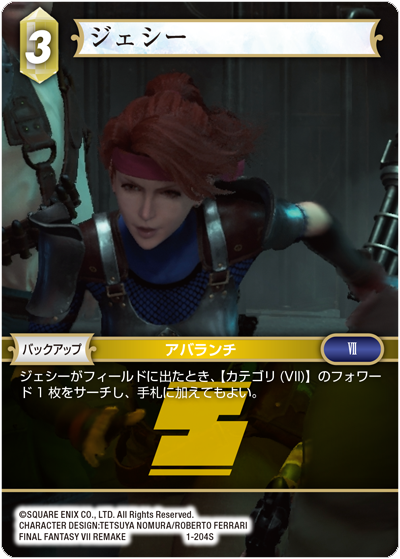 3
ジェシー
バックアップ
アバランチ
VII
ジェシーがフィールドに出たとき、【カテゴリ (VII)】のフォワー
ド1枚をサーチし、手札に加えてもよい。
©SQUARE ENIX CO., LTD. All Rights Reserved.
CHARACTER DESIGN:TETSUYA NOMURA/ROBERTO FERRARI
FINAL FANTASY VII REMAKE 1-204S